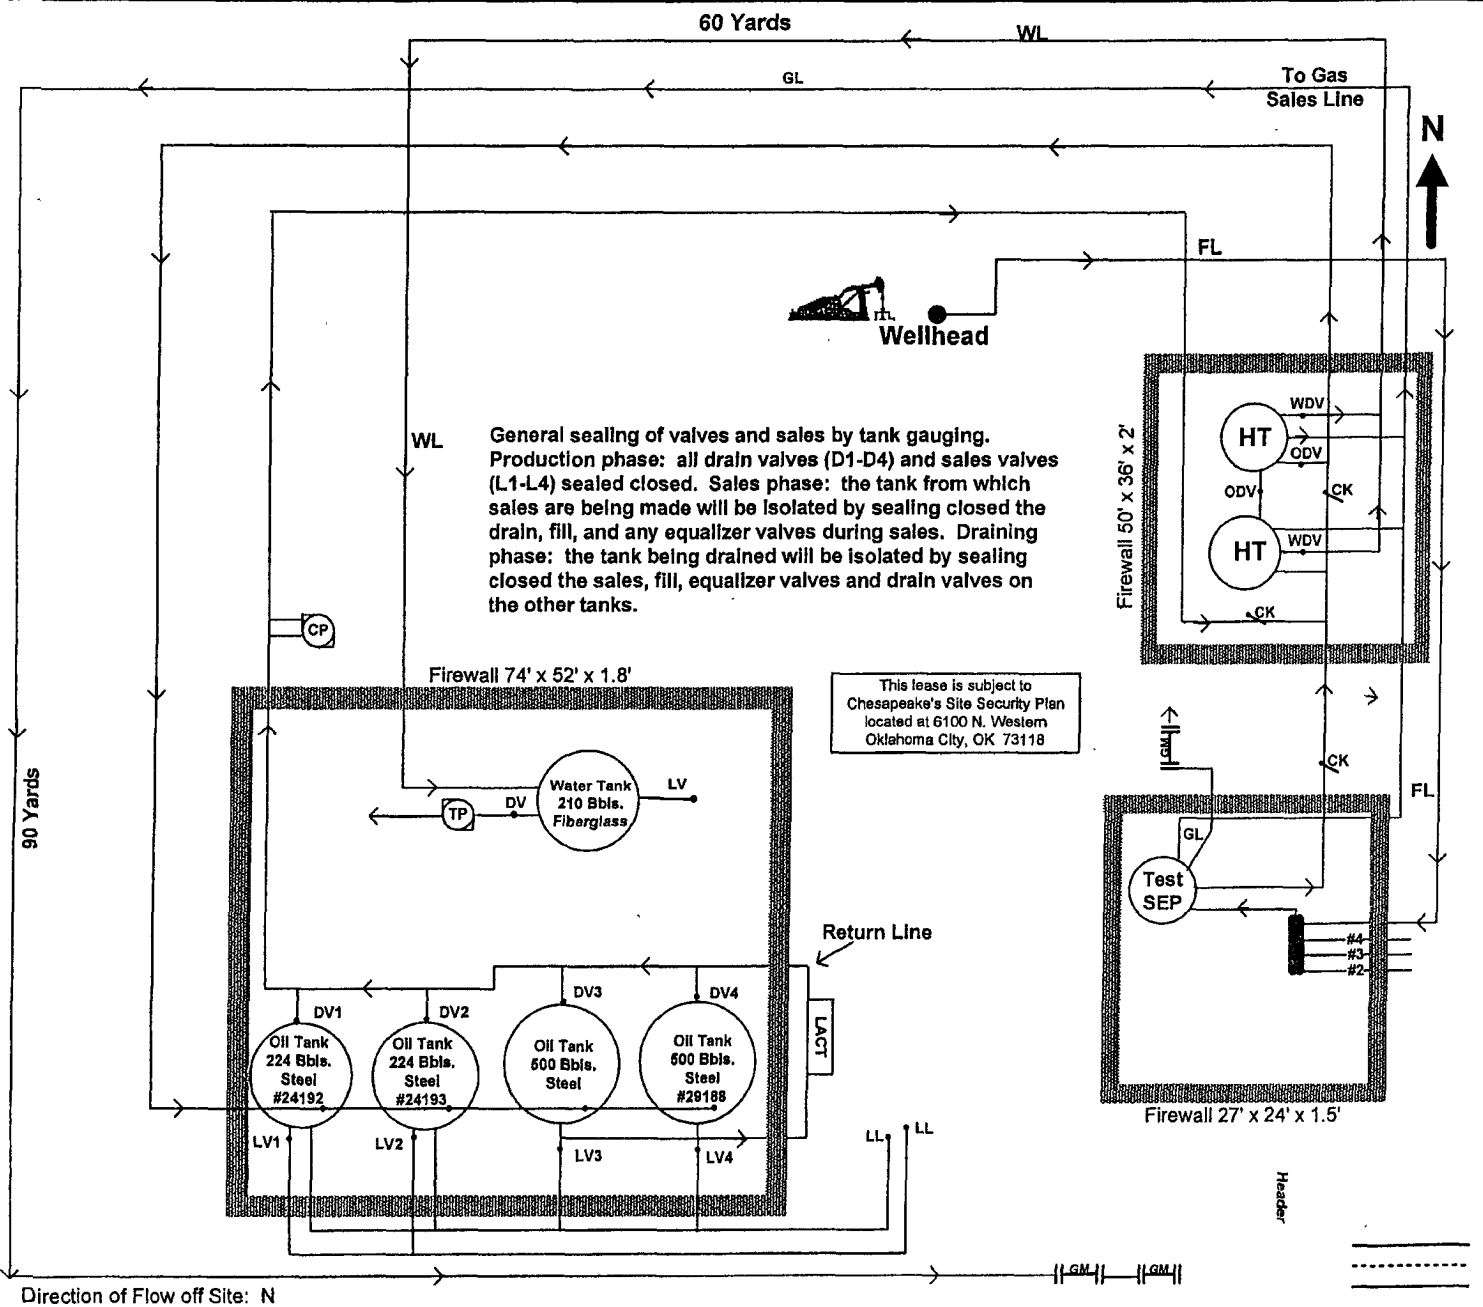 60 Yards
WL
GL
To Gas
Sales Line
N
FL
Wellhead
WL
General sealing of valves and sales by tank gauging.
Production phase: all drain valves (D1-D4) and sales valves
(L1-L4) sealed closed. Sales phase: the tank from which
sales are being made will be isolated by sealing closed the
drain, fill, and any equalizer valves during sales. Draining
phase: the tank being drained will be isolated by sealing
closed the sales, fill, equalizer valves and drain valves on
the other tanks.
Firewall 50' x 36' x 2'
WDV
HT
ODV
ODV
CK
HT
WDV
CK
CP
Firewall 74' x 52' x 1.8'
This lease is subject to
Chesapeake's Site Security Plan
located at 6100 N. Western
Oklahoma City, OK 73118
GM
CK
FL
90 Yards
Water Tank
210 Bbls.
Fiberglass
LV
DV
TP
GL
Test
SEP
#4
#3
#2
Return Line
DV1
DV2
DV3
DV4
LACT
Oil Tank
224 Bbls.
Steel
#24192
Oil Tank
224 Bbls.
Steel
#24193
Oil Tank
500 Bbls.
Steel
Oil Tank
500 Bbls.
Steel
#29188
LV1
LV2
LV3
LV4
LL
LL
Firewall 27' x 24' x 1.5'
Header
GM
GM
Direction of Flow off Site: N